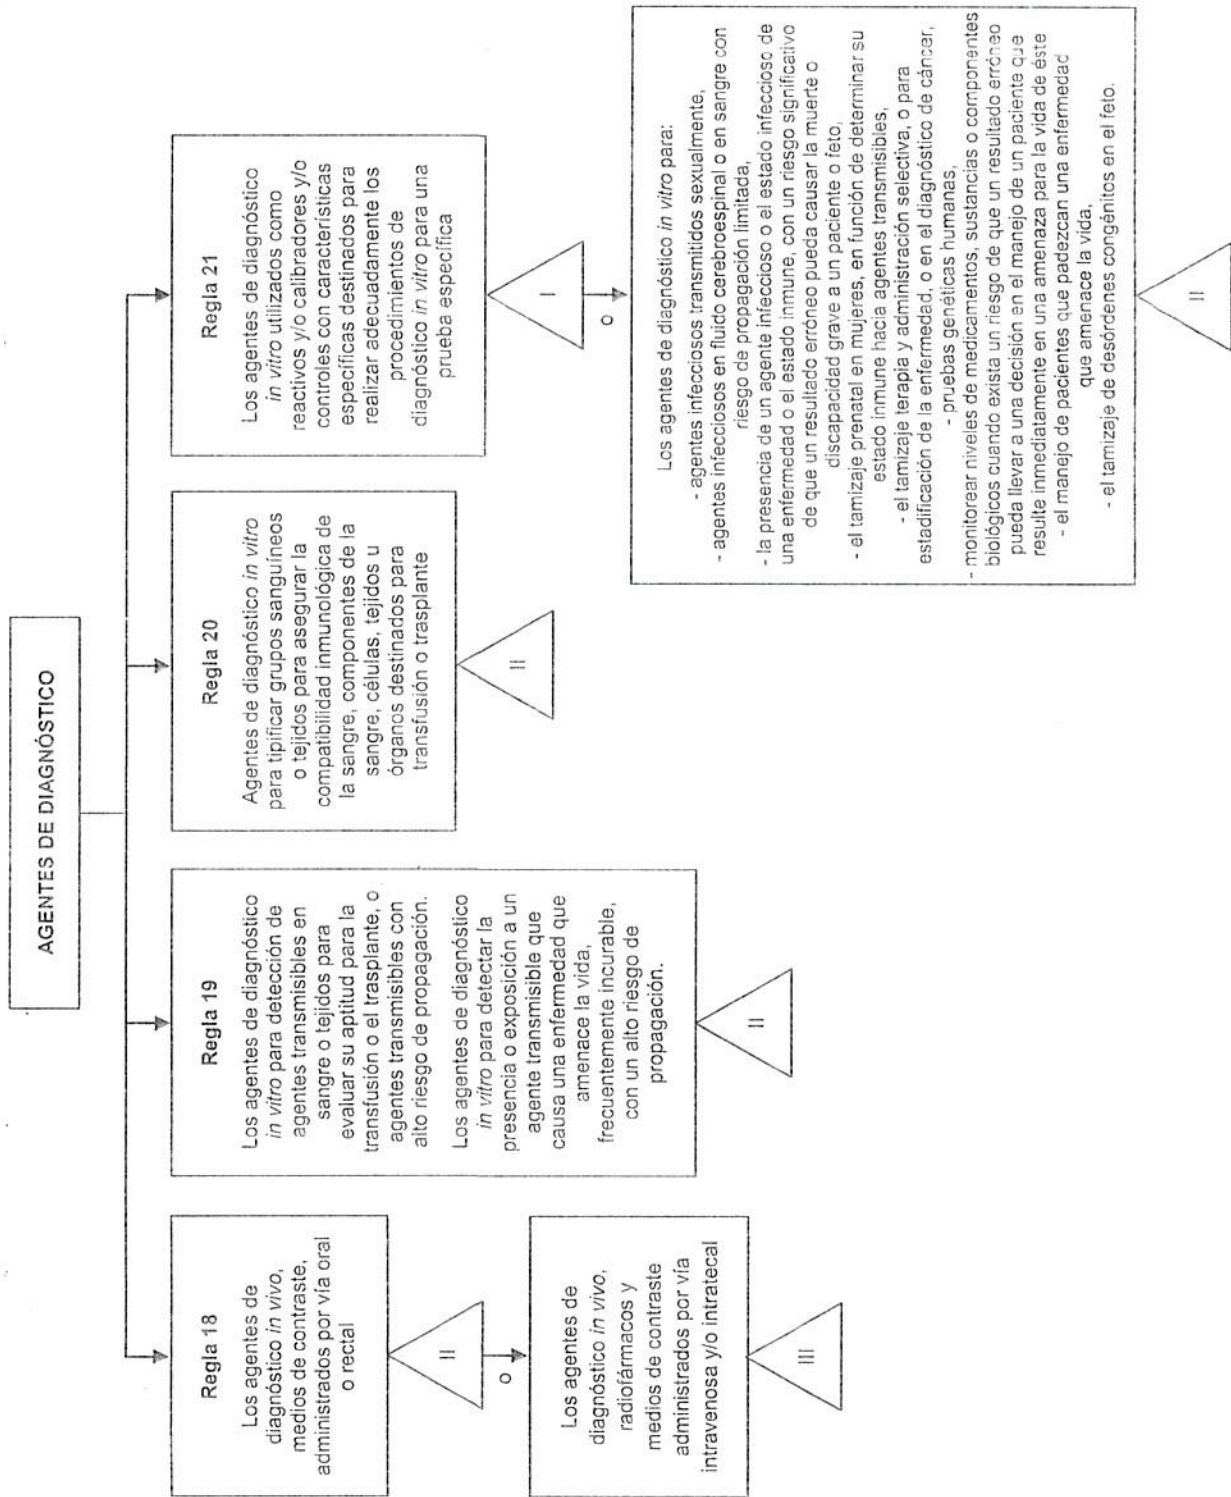 AGENTES DE DIAGNÓSTICO
Regla 18
Los agentes de
diagnóstico in vivo,
medios de contraste,
administrados por vía oral
o rectal
II
o
Los agentes de
diagnóstico in vivo,
radiofármacos y
medios de contraste
administrados por vía
intravenosa y/o intratecal
III
Regla 19
Los agentes de diagnóstico
in vitro para detección de
agentes transmisibles en
sangre o tejidos para
evaluar su aptitud para la
transfusión o el trasplante, o
agentes transmisibles con
alto riesgo de propagación.
Los agentes de diagnóstico
in vitro para detectar la
presencia o exposición a un
agente transmisible que
causa una enfermedad que
amenace la vida,
frecuentemente incurable,
con un alto riesgo de
propagación.
II
Regla 20
Agentes de diagnóstico in vitro
para tipificar grupos sanguíneos
o tejidos para asegurar la
compatibilidad inmunológica de
la sangre, componentes de la
sangre, células, tejidos u
órganos destinados para
transfusión o trasplante
II
Regla 21
Los agentes de diagnóstico
in vitro utilizados como
reactivos y/o calibradores y/o
controles con características
específicas destinados para
realizar adecuadamente los
procedimientos de
diagnóstico in vitro para una
prueba específica
I
o
Los agentes de diagnóstico in vitro para:
- agentes infecciosos transmitidos sexualmente,
- agentes infecciosos en fluido cerebroespinal o en sangre con
riesgo de propagación limitada,
- la presencia de un agente infeccioso o el estado infeccioso de
una enfermedad o el estado inmune, con un riesgo significativo
de que un resultado erróneo pueda causar la muerte o
discapacidad grave a un paciente o feto,
- el tamizaje prenatal en mujeres, en función de determinar su
estado inmune hacia agentes transmisibles,
- el tamizaje terapia y administración selectiva, o para
estadificación de la enfermedad, o en el diagnóstico de cáncer,
- pruebas genéticas humanas,
- monitorear niveles de medicamentos, sustancias o componentes
biológicos cuando exista un riesgo de que un resultado erróneo
pueda llevar a una decisión en el manejo de un paciente que
resulte inmediatamente en una amenaza para la vida de éste
- el manejo de pacientes que padezcan una enfermedad
que amenace la vida,
- el tamizaje de desórdenes congénitos en el feto.
II